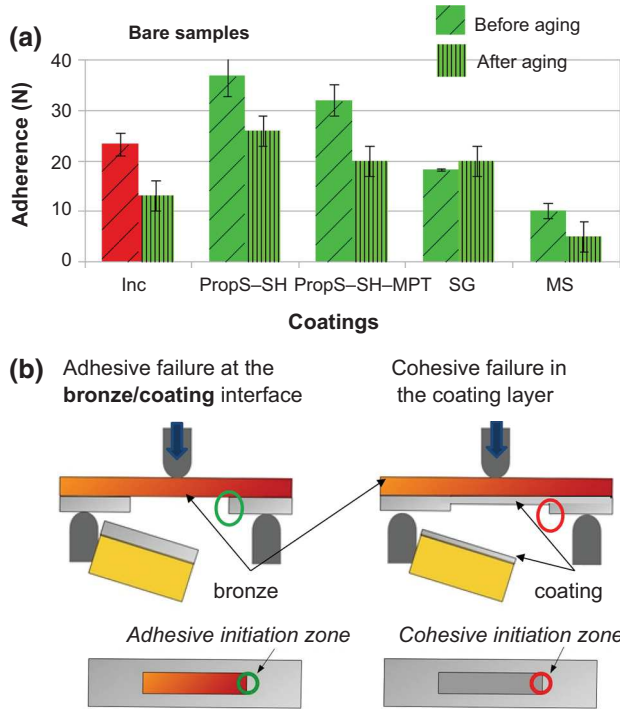 (a)
Bare samples
Before aging
After aging
Adherence (N)
40
30
20
10
0
Inc PropS–SH PropS–SH–MPT SG MS
Coatings
(b)
Adhesive failure at the
bronze/coating interface
Cohesive failure in
the coating layer
bronze
coating
Adhesive initiation zone
Cohesive initiation zone